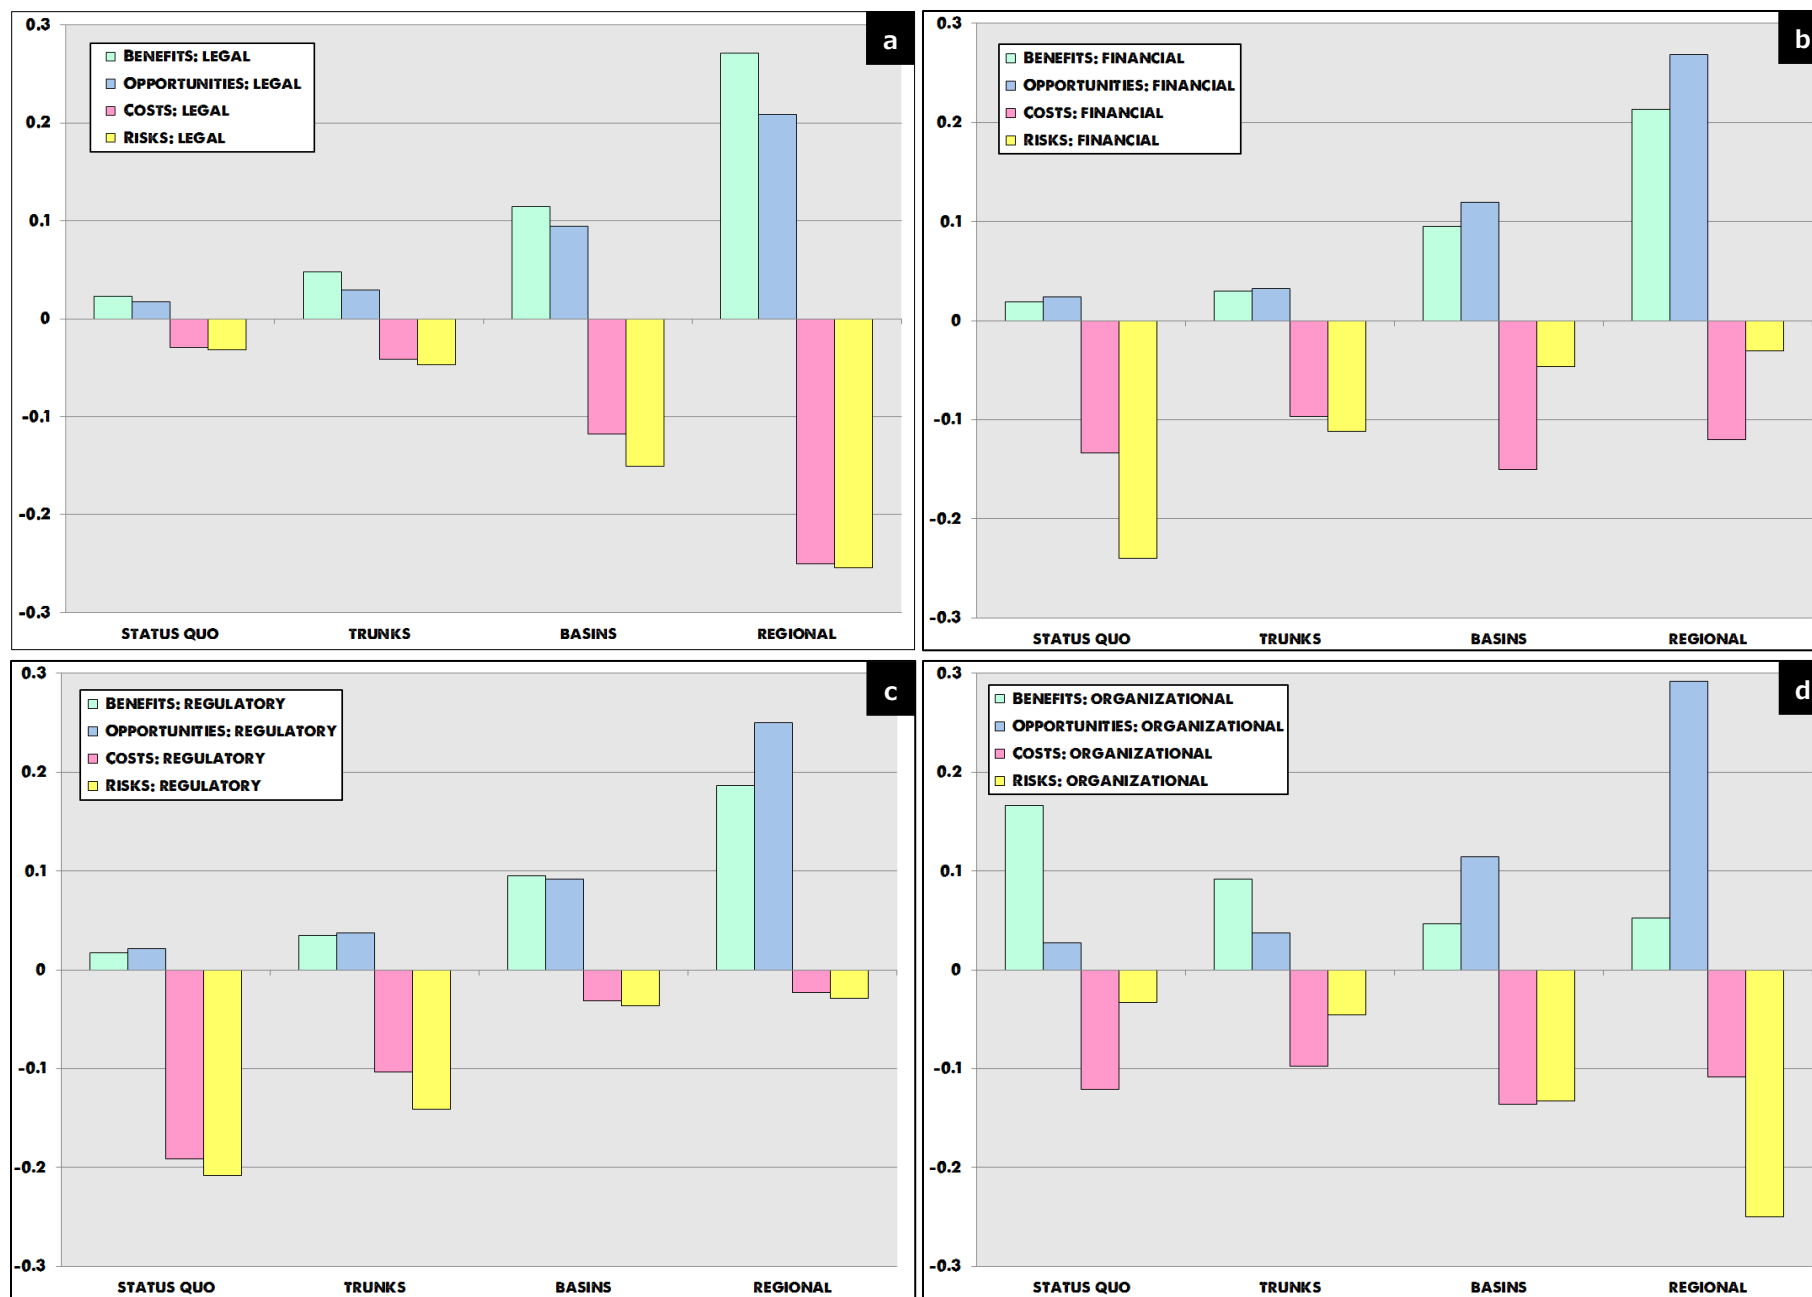 a
0.3
0.2
0.1
0
-0.1
-0.2
-0.3
BENEFITS: LEGAL
OPPORTUNITIES: LEGAL
COSTS: LEGAL
RISKS: LEGAL
STATUS QUO TRUNKS BASINS REGIONAL
b
0.3
0.2
0.1
0
-0.1
-0.2
-0.3
BENEFITS: FINANCIAL
OPPORTUNITIES: FINANCIAL
COSTS: FINANCIAL
RISKS: FINANCIAL
STATUS QUO TRUNKS BASINS REGIONAL
c
0.3
0.2
0.1
0
-0.1
-0.2
-0.3
BENEFITS: REGULATORY
OPPORTUNITIES: REGULATORY
COSTS: REGULATORY
RISKS: REGULATORY
STATUS QUO TRUNKS BASINS REGIONAL
d
0.3
0.2
0.1
0
-0.1
-0.2
-0.3
BENEFITS: ORGANIZATIONAL
OPPORTUNITIES: ORGANIZATIONAL
COSTS: ORGANIZATIONAL
RISKS: ORGANIZATIONAL
STATUS QUO TRUNKS BASINS REGIONAL